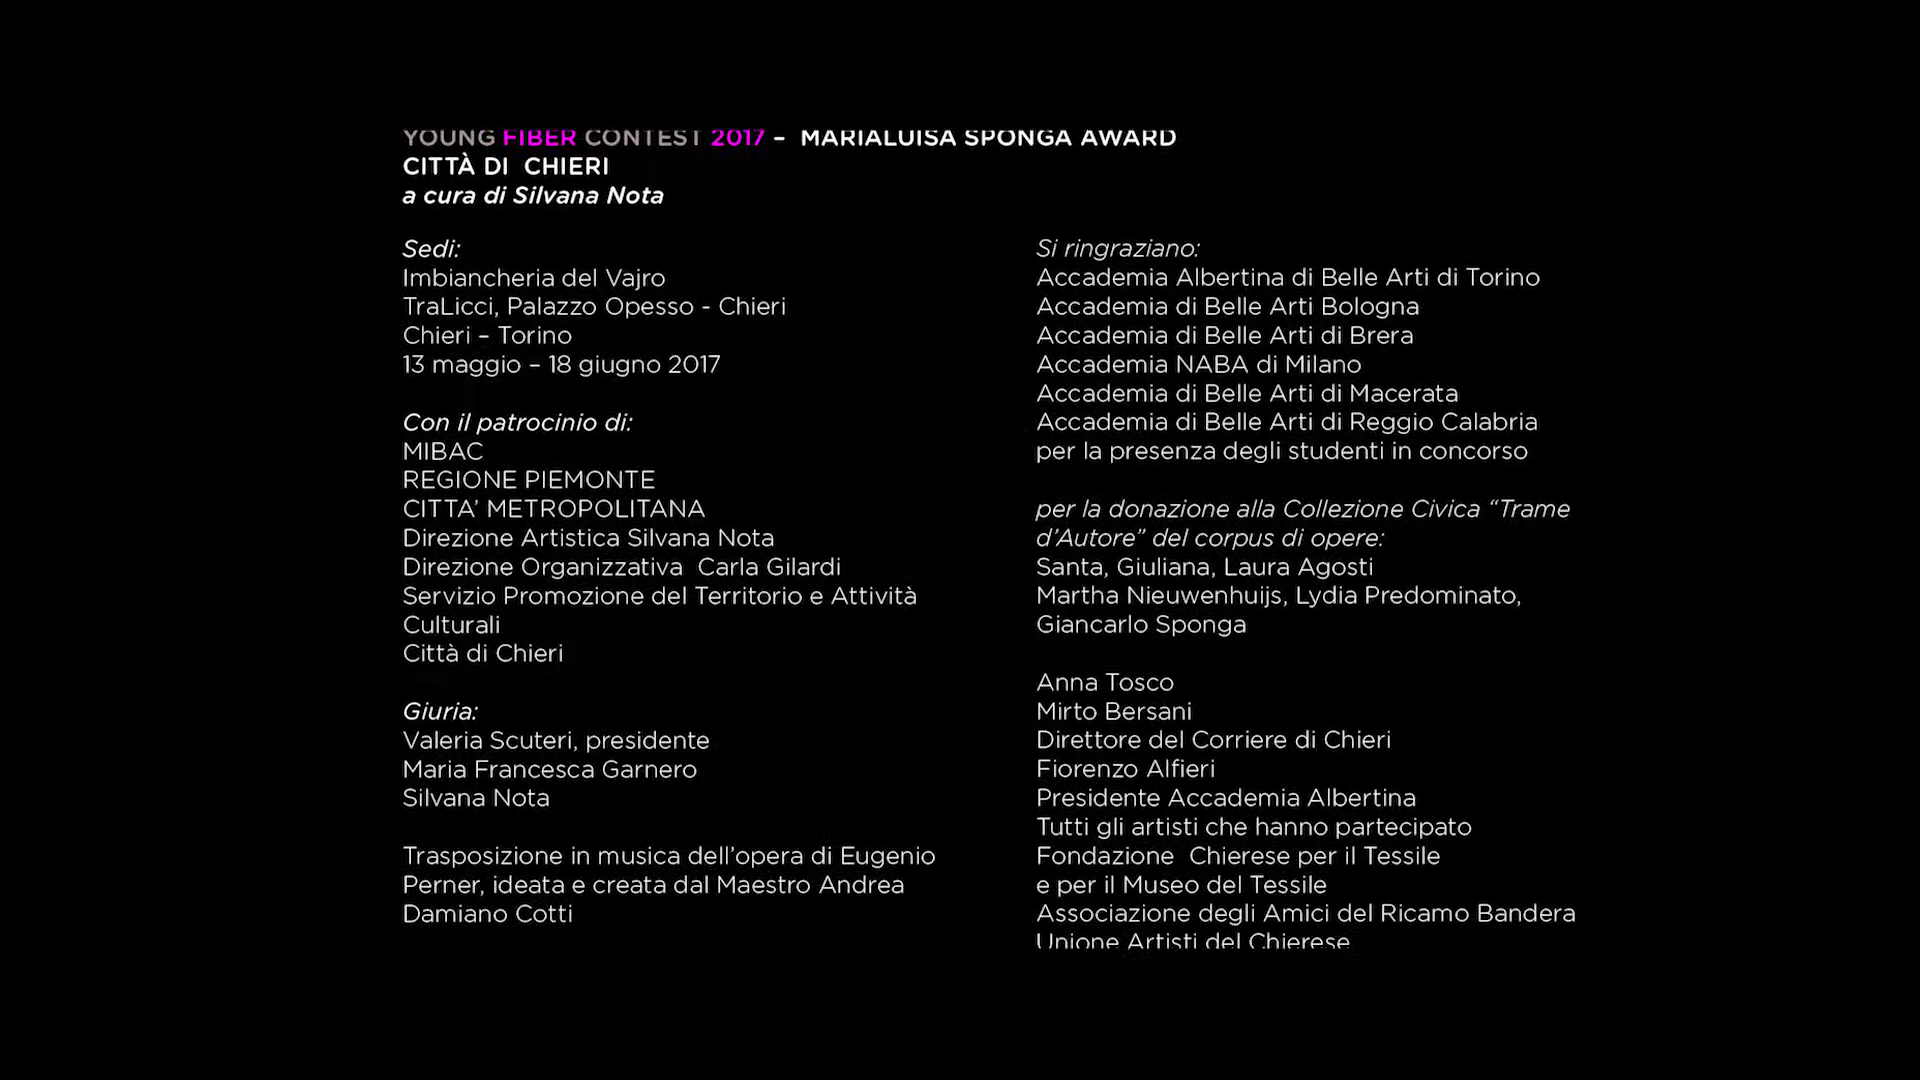 YOUNG FIBER CONTEST 2017 – MARIALUISA SPONGA AWARD
CITTÀ DI CHIERI
a cura di Silvana Nota
Sedi:
Imbiancheria del Vajro
TraLicci, Palazzo Opesso - Chieri
Chieri – Torino
13 maggio – 18 giugno 2017
Con il patrocinio di:
MIBAC
REGIONE PIEMONTE
CITTA’ METROPOLITANA
Direzione Artistica Silvana Nota
Direzione Organizzativa Carla Gilardi
Servizio Promozione del Territorio e Attività
Culturali
Città di Chieri
Giuria:
Valeria Scuteri, presidente
Maria Francesca Garnero
Silvana Nota
Trasposizione in musica dell’opera di Eugenio
Perner, ideata e creata dal Maestro Andrea
Damiano Cotti
Si ringraziano:
Accademia Albertina di Belle Arti di Torino
Accademia di Belle Arti Bologna
Accademia di Belle Arti di Brera
Accademia NABA di Milano
Accademia di Belle Arti di Macerata
Accademia di Belle Arti di Reggio Calabria
per la presenza degli studenti in concorso
per la donazione alla Collezione Civica “Trame
d’Autore” del corpus di opere:
Santa, Giuliana, Laura Agosti
Martha Nieuwenhuijs, Lydia Predominato,
Giancarlo Sponga
Anna Tosco
Mirto Bersani
Direttore del Corriere di Chieri
Fiorenzo Alfieri
Presidente Accademia Albertina
Tutti gli artisti che hanno partecipato
Fondazione Chierese per il Tessile
e per il Museo del Tessile
Associazione degli Amici del Ricamo Bandera
Unione Artisti del Chierese